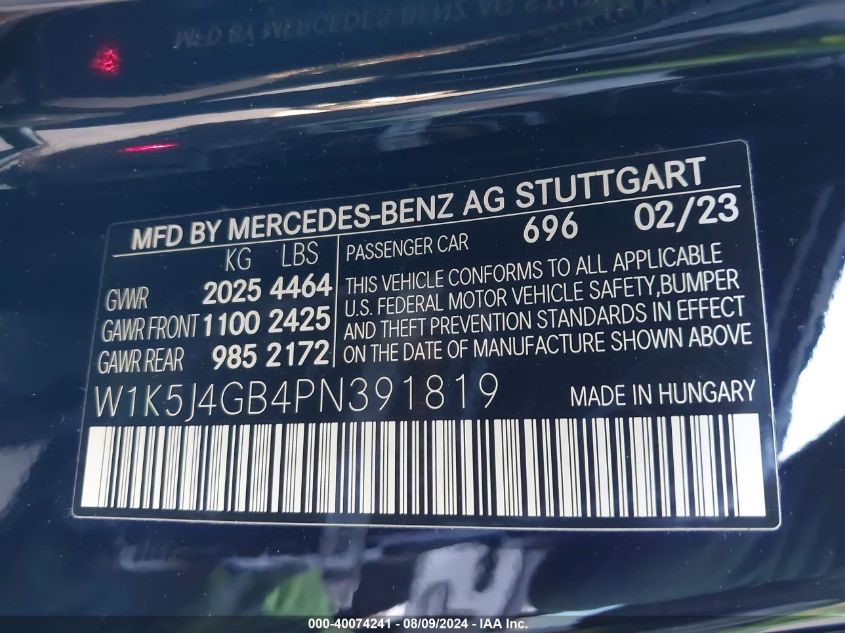 MFD BY MERCEDES-BENZ AG STUTTGART
KG LBS
GVWR 2025 4464
GAWR FRONT 1100 2425
GAWR REAR 985 2172
PASSENGER CAR 696 02/23
THIS VEHICLE CONFORMS TO ALL APPLICABLE
U.S. FEDERAL MOTOR VEHICLE SAFETY, BUMPER
AND THEFT PREVENTION STANDARDS IN EFFECT
ON THE DATE OF MANUFACTURE SHOWN ABOVE
W1K5J4GB4PN391819 MADE IN HUNGARY
000-40074241 - 08/09/2024 - IAA Inc.